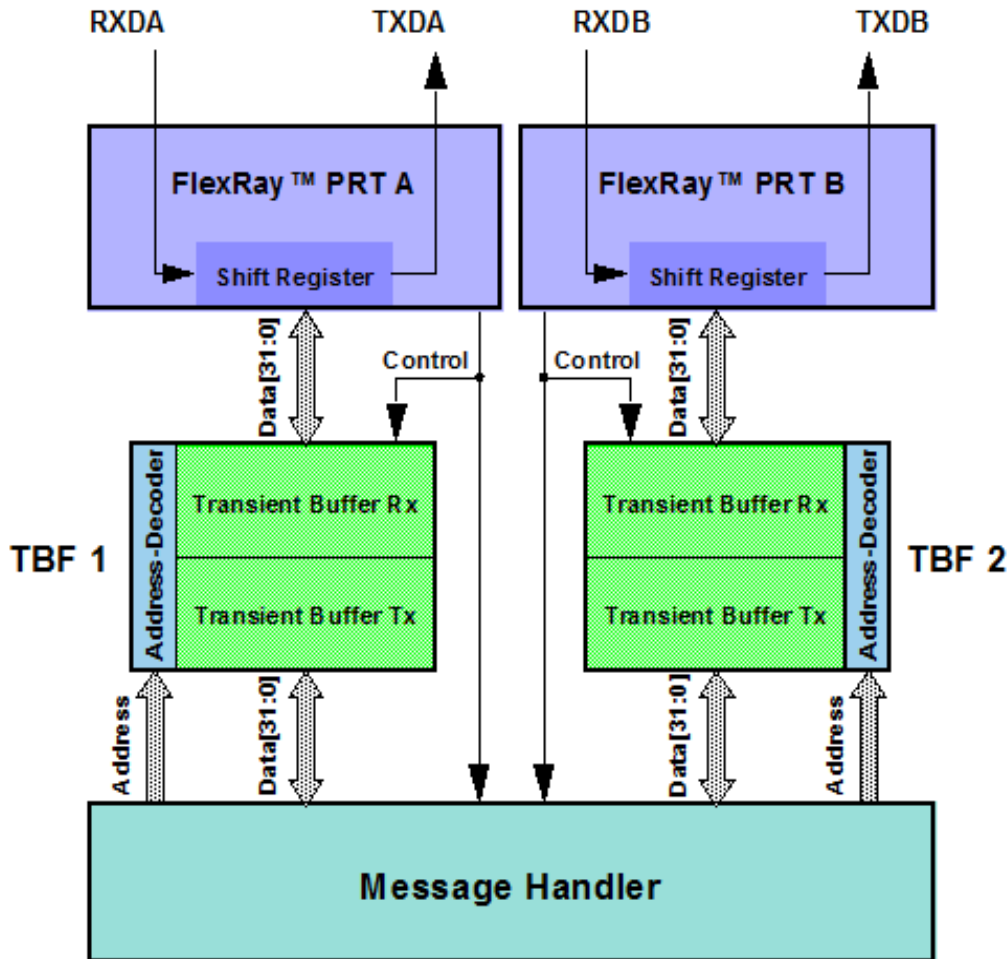 RXDA TXDA RXDB TXDB
FlexRay™ PRT A FlexRay™ PRT B
Shift Register Shift Register
Data[31:0] Control Control Data[31:0]
TBF 1 Address-Decoder Transient Buffer Rx Transient Buffer Rx Address-Decoder TBF 2
Transient Buffer Tx Transient Buffer Tx
Address Data[31:0] Data[31:0] Address
Message Handler